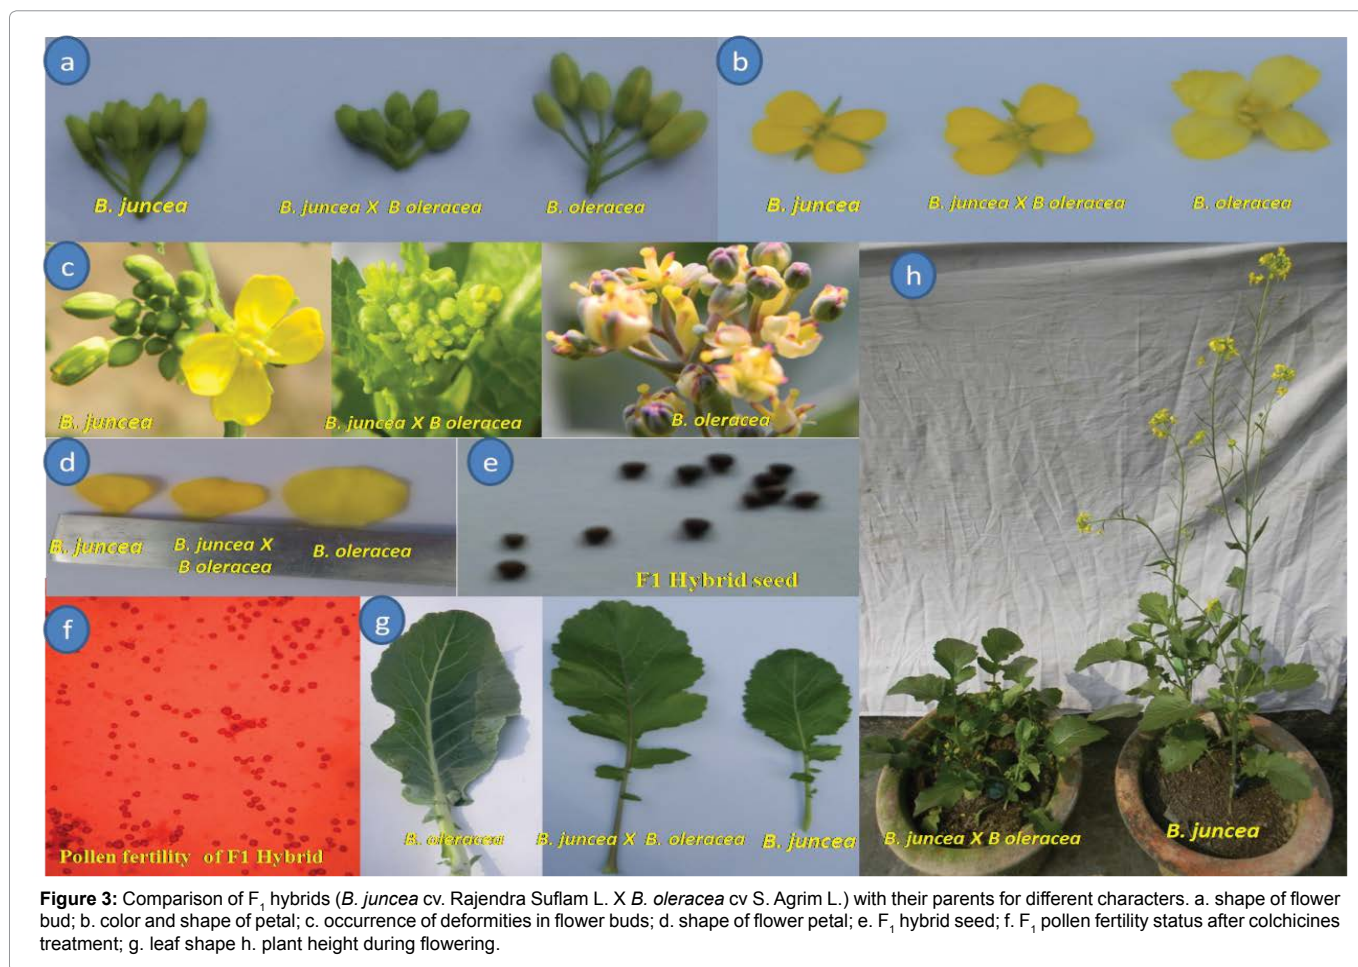 a
b
B. juncea
B. juncea X B oleracea
B. oleracea
B. juncea
B. juncea X B oleracea
B. oleracea
c
h
B. juncea
B. juncea X B oleracea
B. oleracea
d
e
B. juncea
B. juncea X
B oleracea
B. oleracea
F1 Hybrid seed
f
g
Pollen fertility of F1 Hybrid
B. oleracea
B. juncea X B. oleracea
B. juncea
B. juncea X B oleracea
B. juncea
Figure 3: Comparison of F1 hybrids (B. juncea cv. Rajendra Suflam L. X B. oleracea cv S. Agrim L.) with their parents for different characters. a. shape of flower
bud; b. color and shape of petal; c. occurrence of deformities in flower buds; d. shape of flower petal; e. F1 hybrid seed; f. F1 pollen fertility status after colchicines
treatment; g. leaf shape h. plant height during flowering.